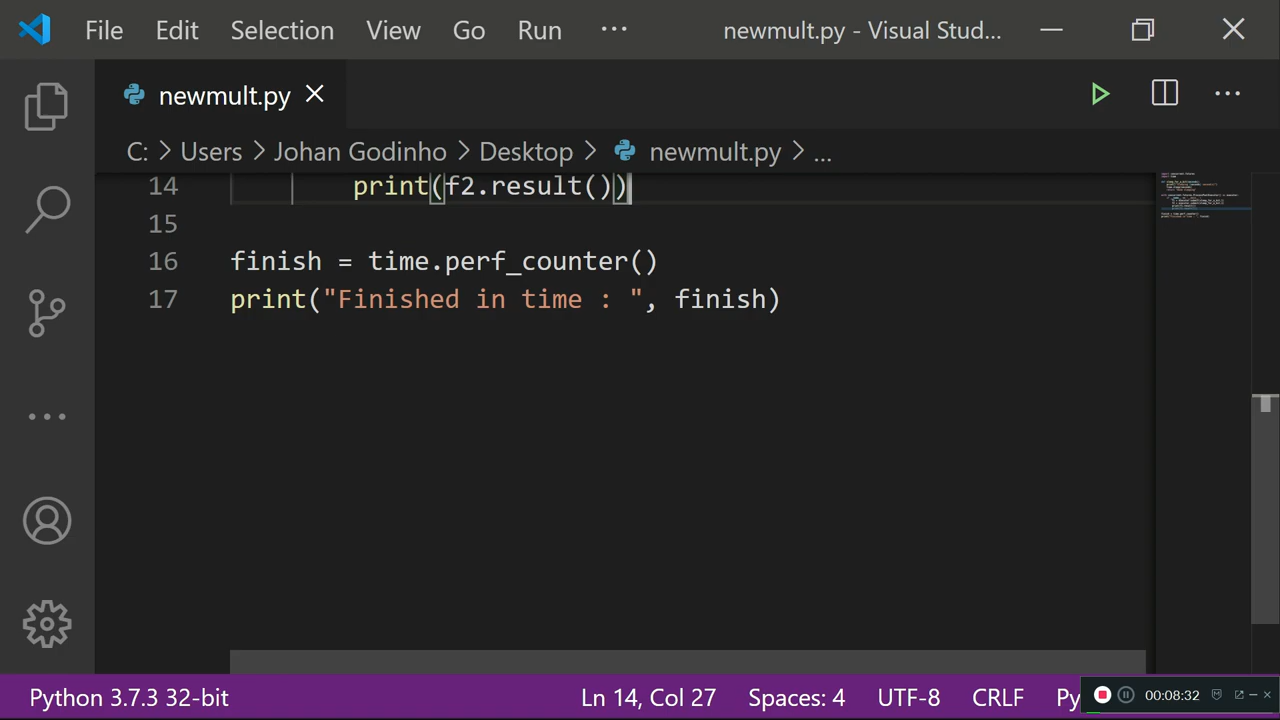 File Edit Selection View Go Run ··· newmult.py - Visual Stud...
newmult.py
C: > Users > Johan Godinho > Desktop > newmult.py > ...
14 print(f2.result())
15
16 finish = time.perf_counter()
17 print("Finished in time : ", finish)
Python 3.7.3 32-bit Ln 14, Col 27 Spaces: 4 UTF-8 CRLF Py 00:08:32